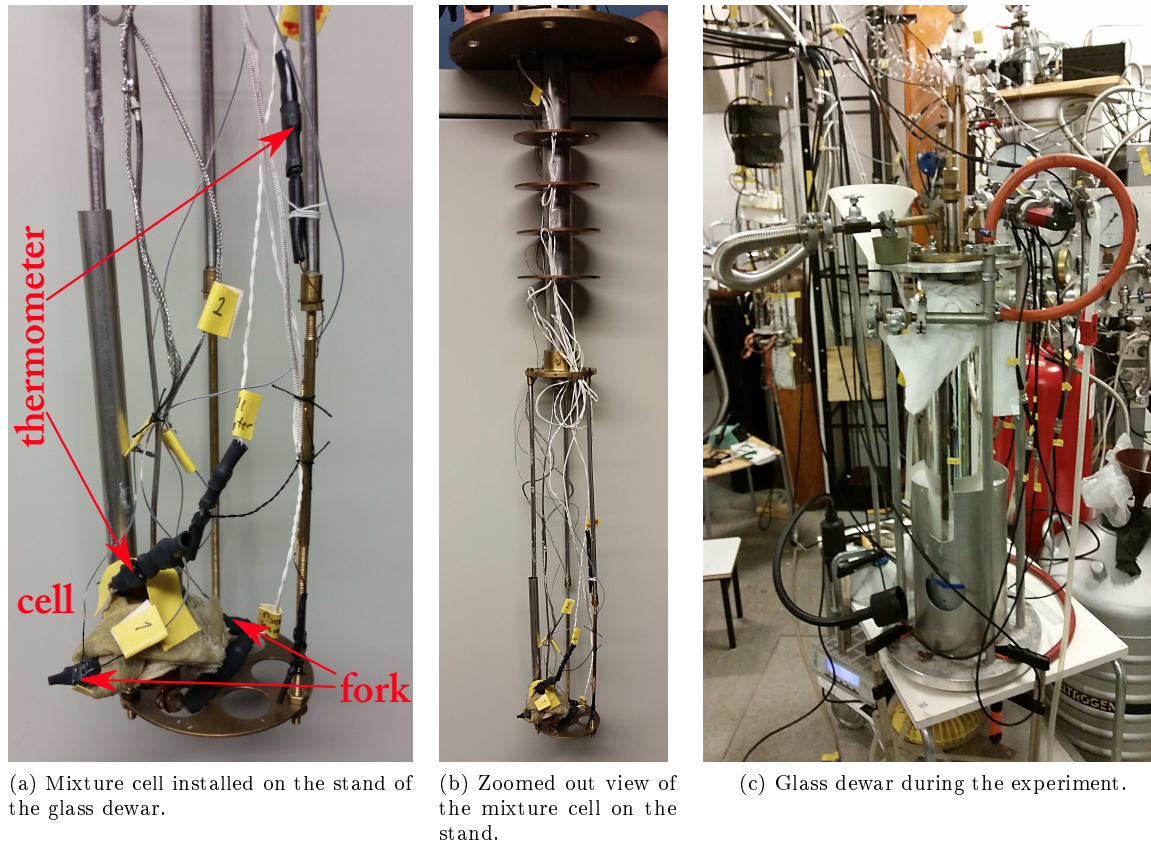 2
thermometer
cell
1
fork
NITROGEN
(a) Mixture cell installed on the stand of
the glass dewar.
(b) Zoomed out view of
the mixture cell on the
stand.
(c) Glass dewar during the experiment.